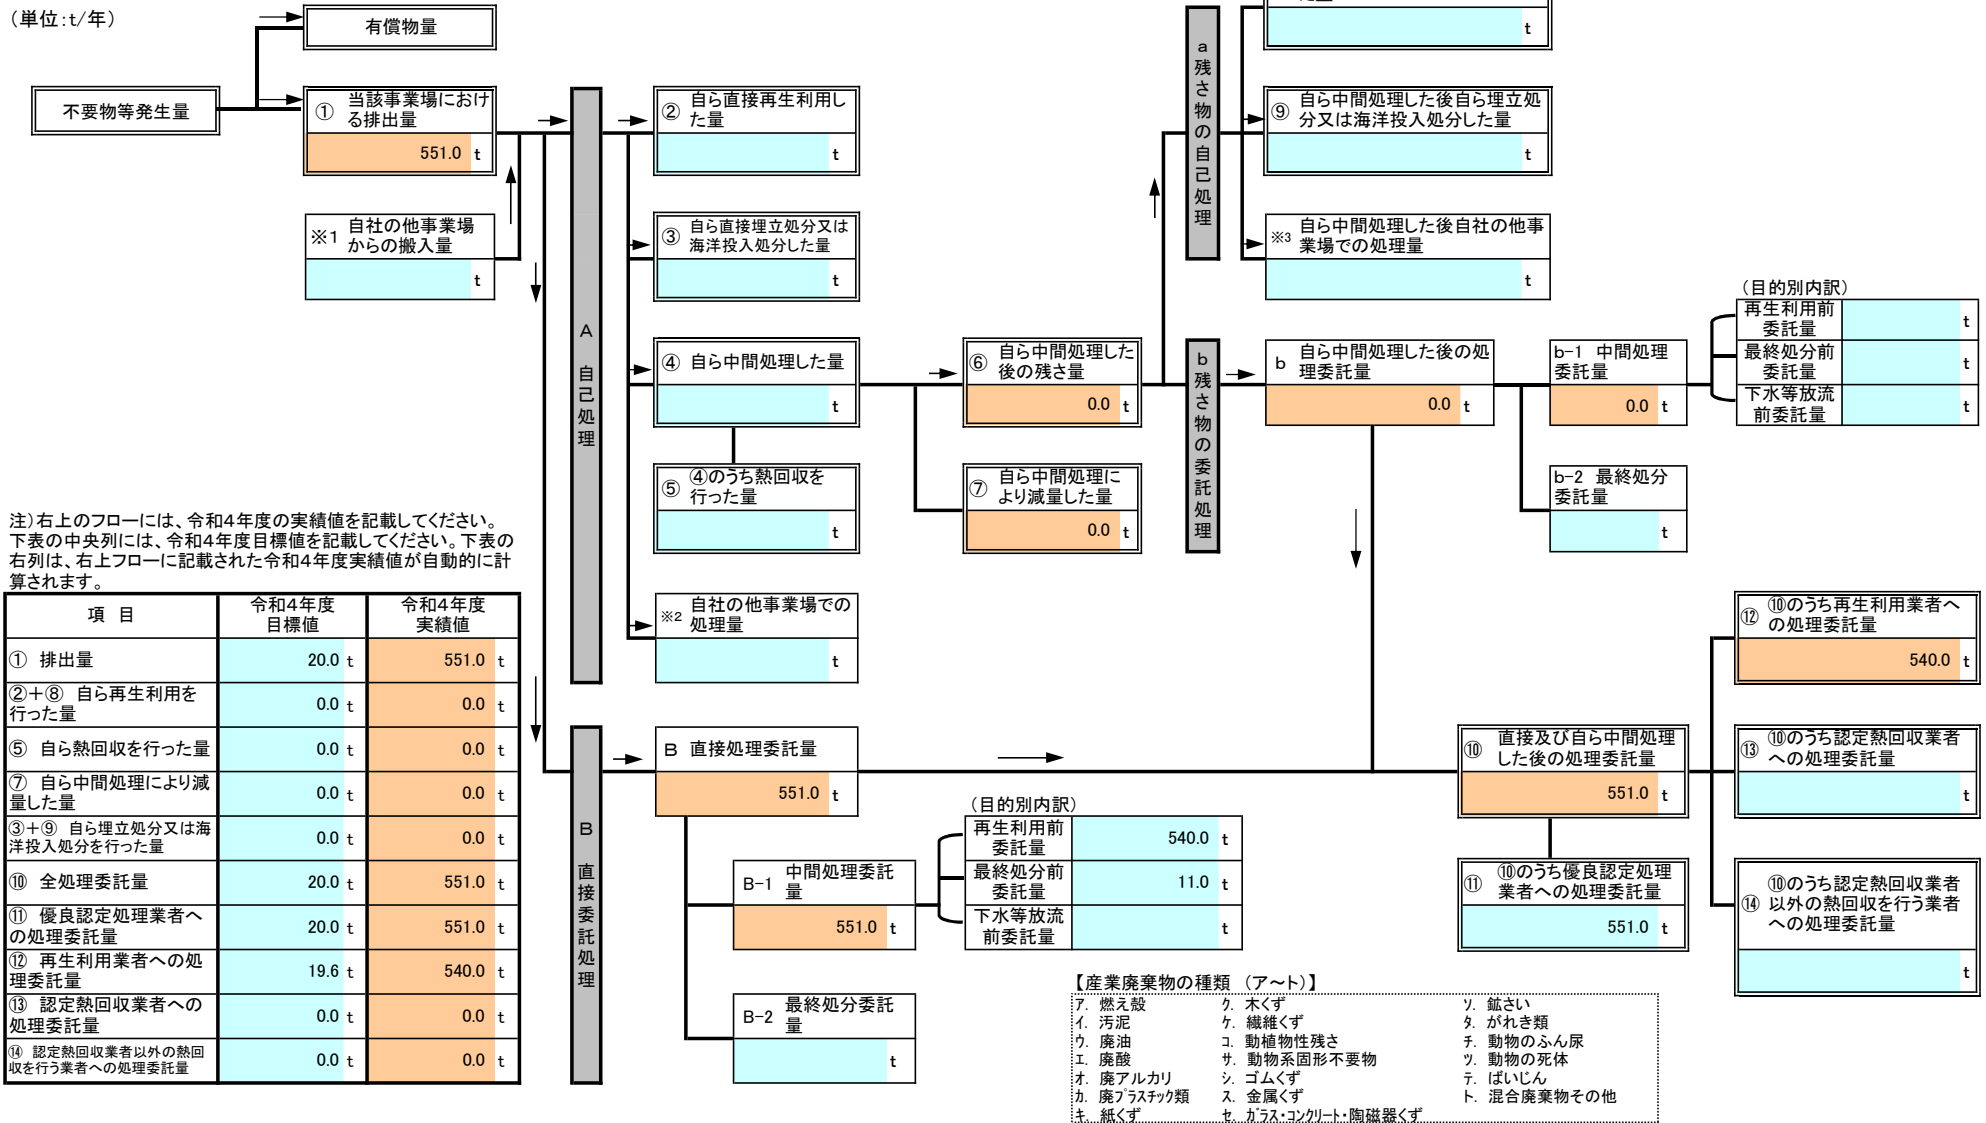 （単位：t/年）
有償物量
不要物等発生量
① 当該事業場におけ
る排出量
551.0 t
※1 自社の他事業場
からの搬入量
t
A 自己処理
② 自ら直接再生利用し
た量
t
③ 自ら直接埋立処分又は
海洋投入処分した量
t
④ 自ら中間処理した量
t
⑤ ④のうち熱回収を
行った量
t
※2 自社の他事業場での
処理量
t
⑥ 自ら中間処理した
後の残さ量
0.0 t
⑦ 自ら中間処理に
より減量した量
0.0 t
a 残さ物の自己処理
t
⑨ 自ら中間処理した後自ら埋立処
分又は海洋投入処分した量
t
※3 自ら中間処理した後自社の他事
業場での処理量
t
b 残さ物の委託処理
b 自ら中間処理した後の処
理委託量
0.0 t
b-1 中間処理
委託量
0.0 t
b-2 最終処分
委託量
t
（目的別内訳）
再生利用前
委託量
t
最終処分前
委託量
t
下水等放流
前委託量
t
注）右上のフローには、令和４年度の実績値を記載してください。
下表の中央列には、令和４年度目標値を記載してください。下表の
右列は、右上フローに記載された令和４年度実績値が自動的に計
算されます。
項 目
令和４年度
目標値
令和４年度
実績値
① 排出量 20.0 t 551.0 t
②＋⑧ 自ら再生利用を
行った量 0.0 t 0.0 t
⑤ 自ら熱回収を行った量 0.0 t 0.0 t
⑦ 自ら中間処理により減
量した量 0.0 t 0.0 t
③＋⑨ 自ら埋立処分又は海
洋投入処分を行った量 0.0 t 0.0 t
⑩ 全処理委託量 20.0 t 551.0 t
⑪ 優良認定処理業者へ
の処理委託量 20.0 t 551.0 t
⑫ 再生利用業者への処
理委託量 19.6 t 540.0 t
⑬ 認定熱回収業者への
処理委託量 0.0 t 0.0 t
⑭ 認定熱回収業者以外の熱回
収を行う業者への処理委託量 0.0 t 0.0 t
B 直接委託処理
B 直接処理委託量
551.0 t
B-1 中間処理委託
量
551.0 t
B-2 最終処分委託
量
t
（目的別内訳）
再生利用前
委託量
540.0 t
最終処分前
委託量
11.0 t
下水等放流
前委託量
t
⑩ 直接及び自ら中間処理
した後の処理委託量
551.0 t
⑪ ⑩のうち優良認定処理
業者への処理委託量
551.0 t
⑫ ⑩のうち再生利用業者へ
の処理委託量
540.0 t
⑬ ⑩のうち認定熱回収業者
への処理委託量
t
⑭ ⑩のうち認定熱回収業者
以外の熱回収を行う業者
への処理委託量
t
【産業廃棄物の種類 （ア～ト）】
ア. 燃え殻 ク. 木くず ソ. 鉱さい
イ. 汚泥 ケ. 繊維くず タ. がれき類
ウ. 廃油 コ. 動植物性残さ チ. 動物のふん尿
エ. 廃酸 サ. 動物系固形不要物 ツ. 動物の死体
オ. 廃アルカリ シ. ゴムくず テ. ばいじん
カ. 廃プラスチック類 ス. 金属くず ト. 混合廃棄物その他
キ. 紙くず セ. ガラス・コンクリート・陶磁器くず